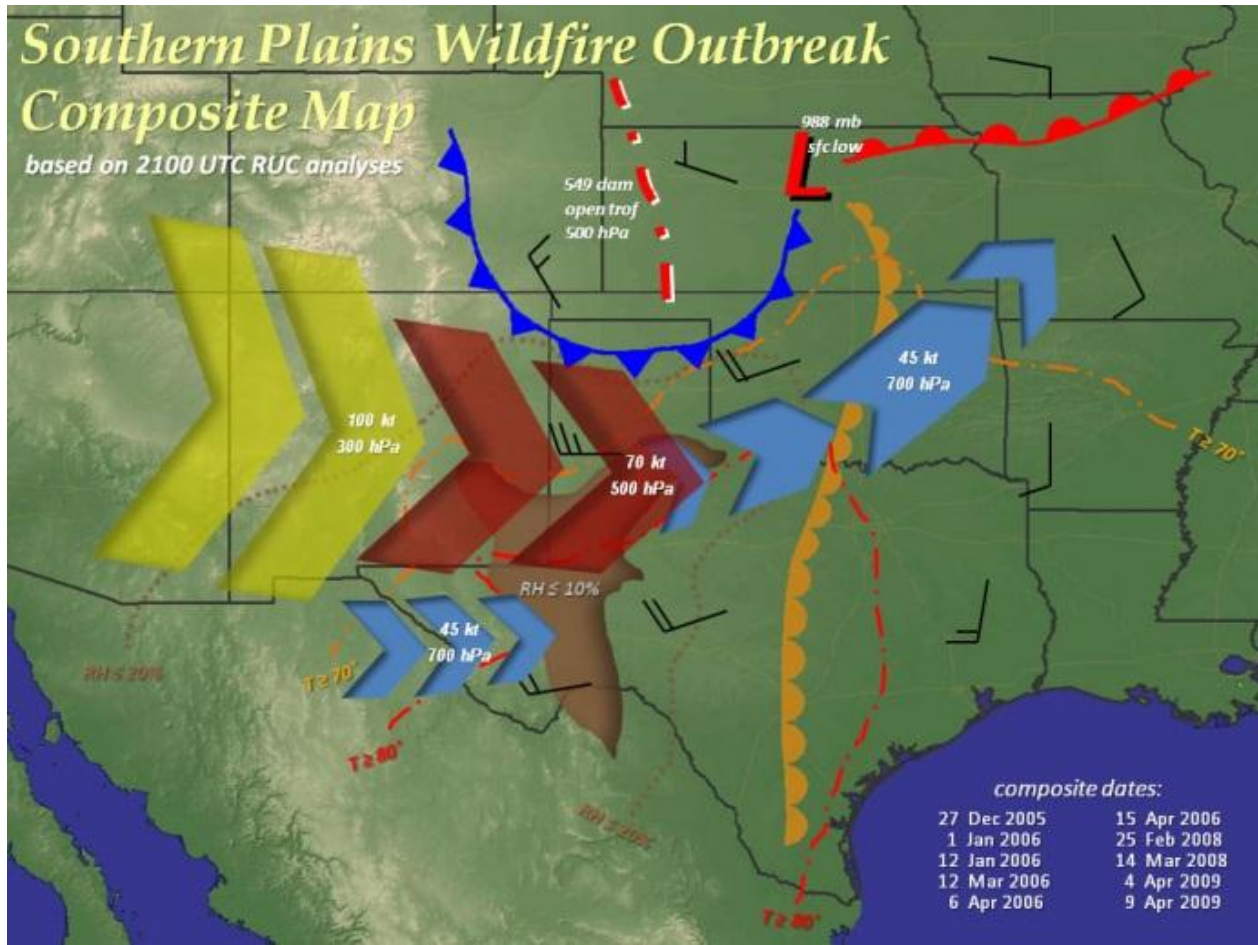 Southern Plains Wildfire Outbreak
Composite Map
based on 2100 UTC RUC analyses
988 mb
sfc low
L
549 dam
open trof
500 hPa
100 kt
300 hPa
70 kt
500 hPa
45 kt
700 hPa
T ≥ 70°
RH ≤ 10%
45 kt
700 hPa
RH ≤ 20%
T ≥ 70°
T ≥ 80°
RH ≤ 20%
T ≥ 80°
composite dates:
27 Dec 2005
1 Jan 2006
12 Jan 2006
12 Mar 2006
6 Apr 2006
15 Apr 2006
25 Feb 2008
14 Mar 2008
4 Apr 2009
9 Apr 2009